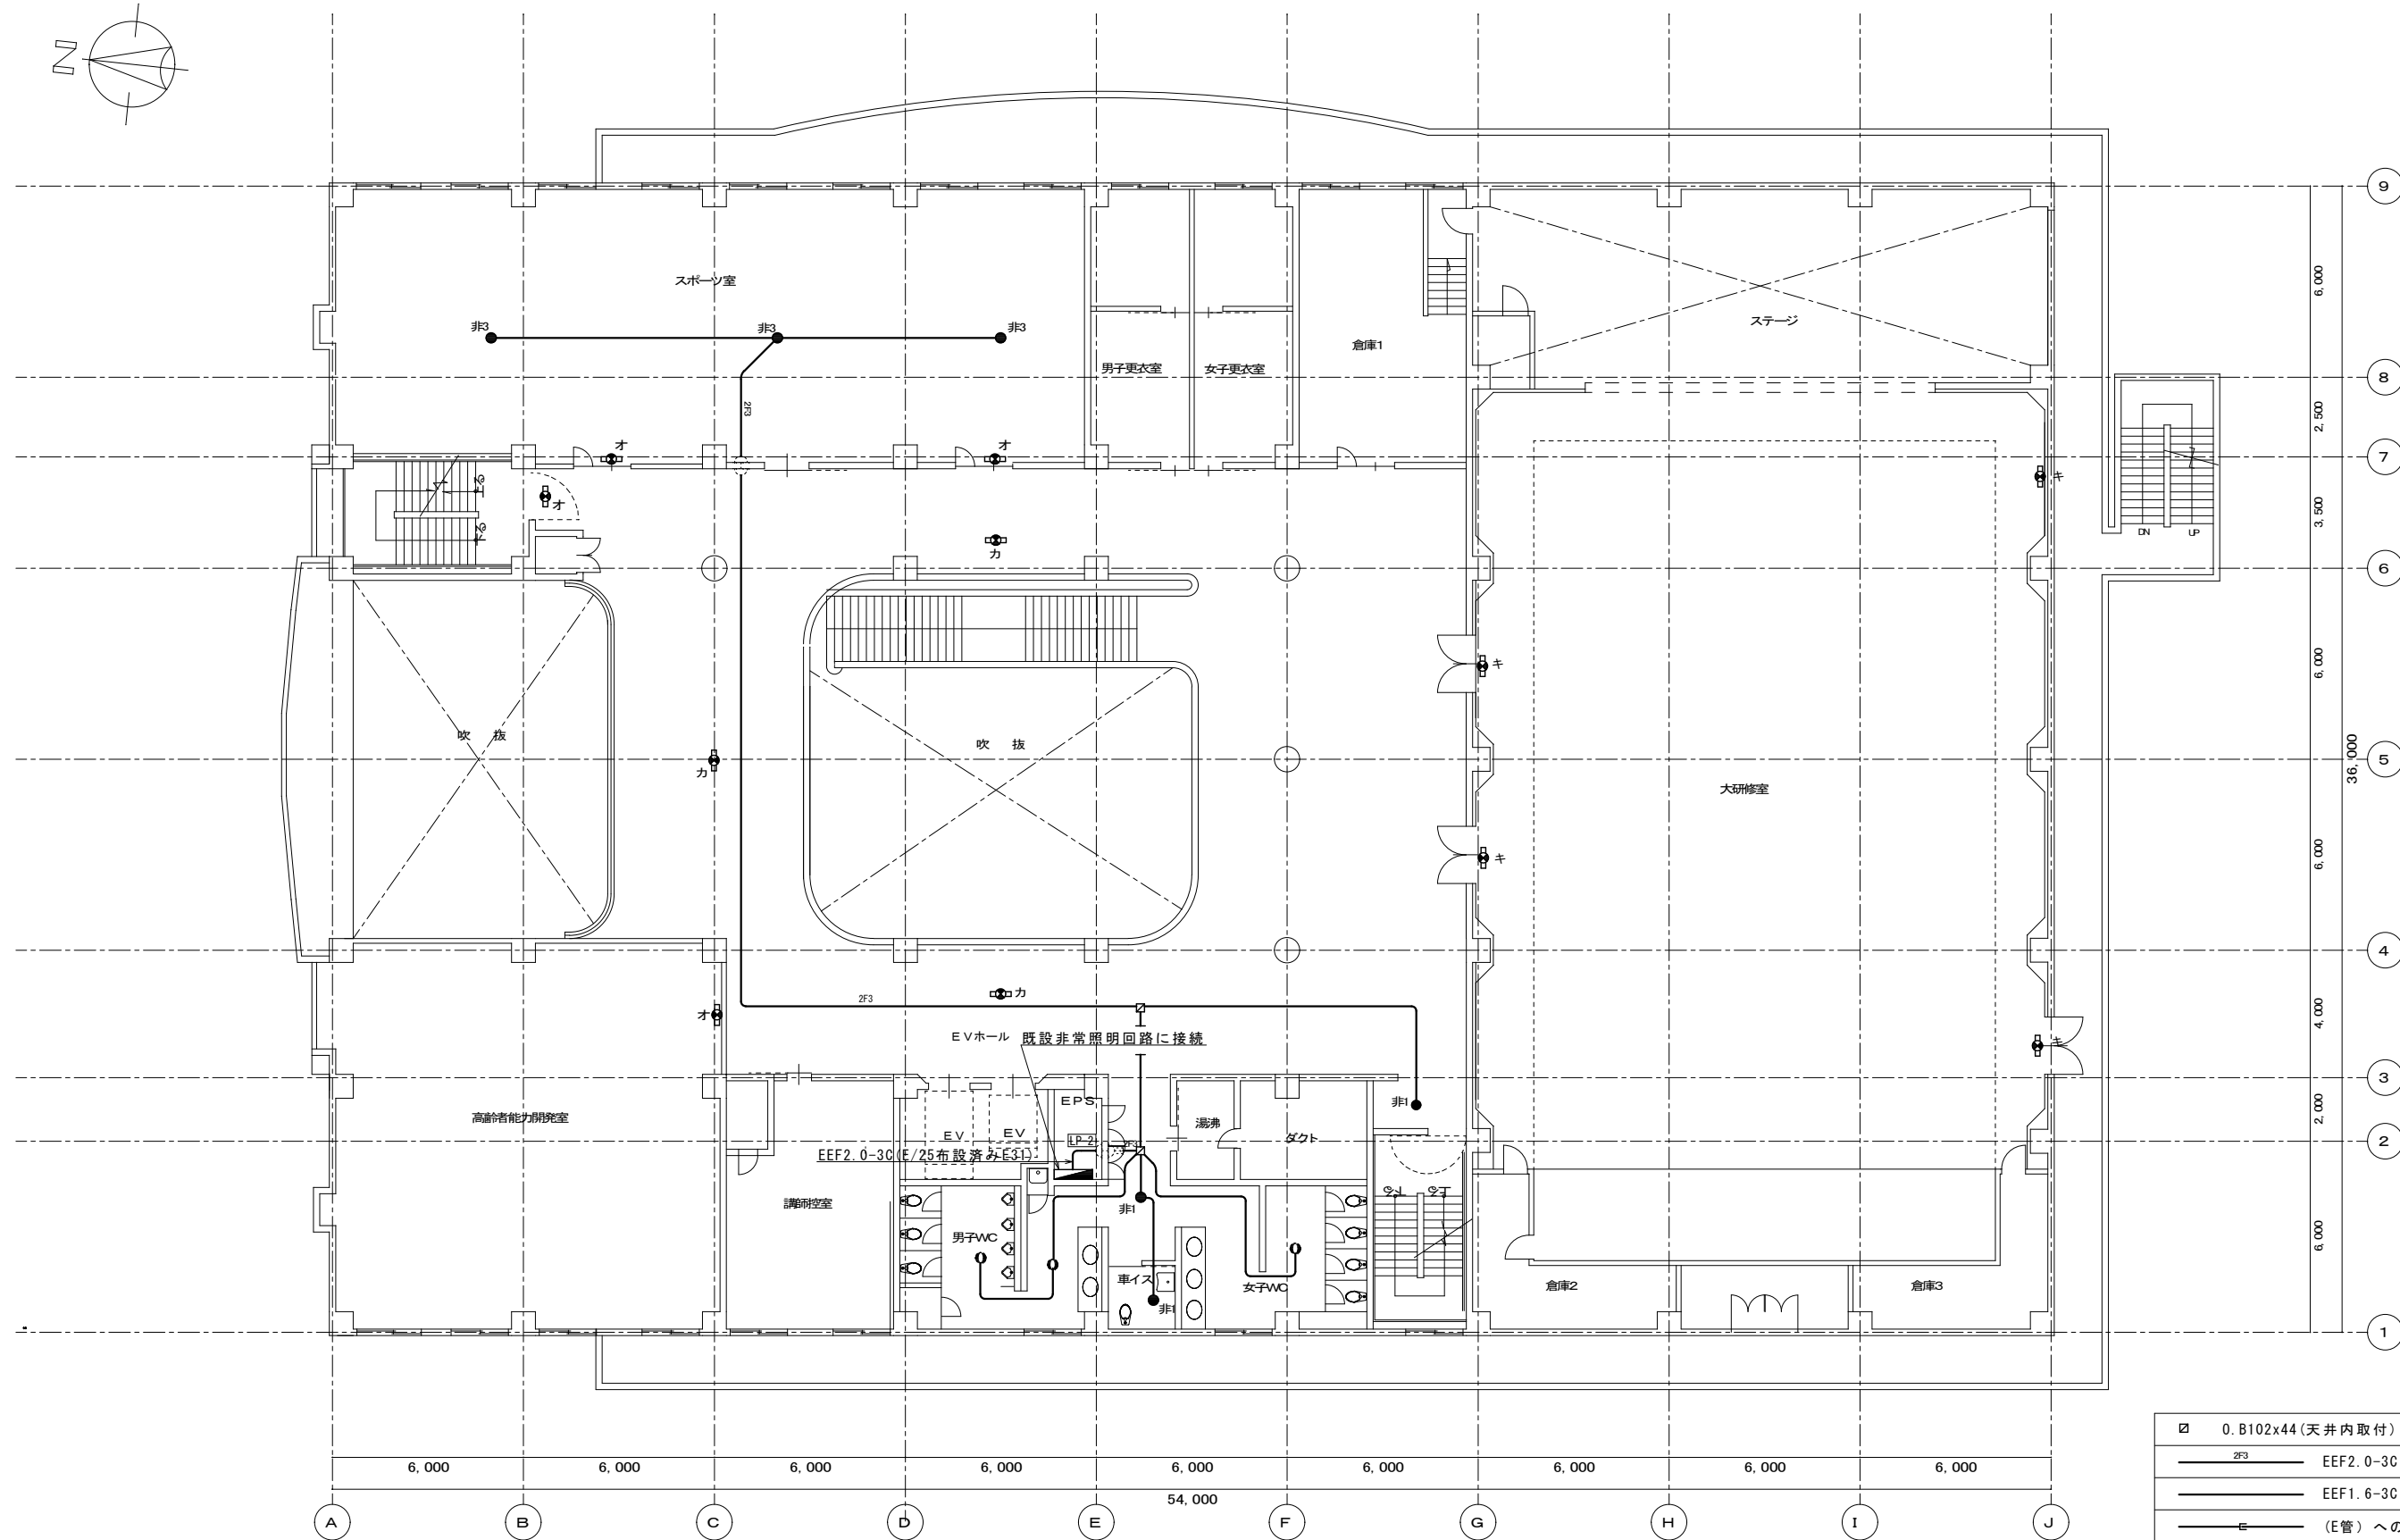 N
9
スポーツ室
6,000
ステージ
非3
非3
非3
倉庫1
男子更衣室
女子更衣室
8
2F3
2,500
オ
オ
7
キ
オ
3,500
DN
UP
カ
6
キ
6,000
吹 抜
吹 抜
カ
5
36,000
大研修室
キ
6,000
4
カ
2F3
オ
4,000
EVホール
既設非常照明回路に接続
キ
3
EPS
非1
高齢者能力開発室
湯沸
2,000
EV
EV
LP-2
2F3
ダクト
2
EEF2.0-3C(E/25布設済みE31)
講師控室
非1
男子WC
6,000
車イス
女子WC
倉庫2
倉庫3
非1
1
0.B102x44(天井内取付)
6,000
6,000
6,000
6,000
6,000
6,000
6,000
6,000
6,000
2F3
EEF2.0-3C
54,000
EEF1.6-3C
A
B
C
D
E
F
G
H
I
J
E
(E管)への